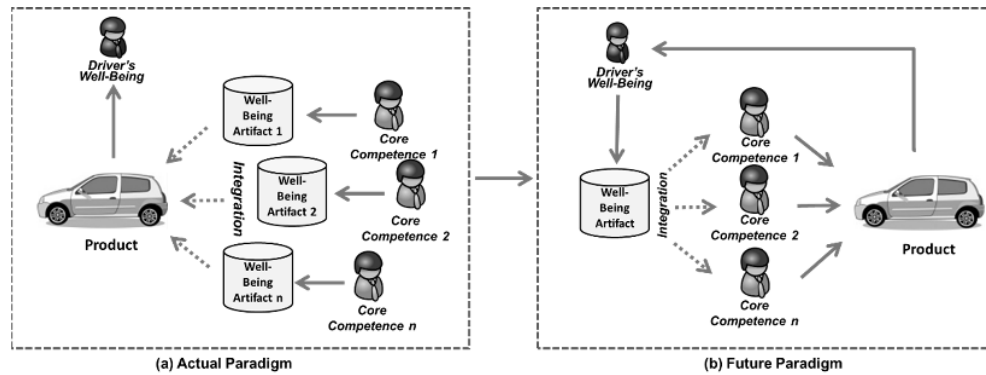 Driver's
Well-Being
Well-
Being
Artifact 1
Core
Competence 1
Integration
Well-
Being
Artifact 2
Core
Competence 2
Product
Well-
Being
Artifact n
Core
Competence n
(a) Actual Paradigm
Driver's
Well-Being
Well-
Being
Artifact
Integration
Core
Competence 1
Core
Competence 2
Core
Competence n
Product
(b) Future Paradigm